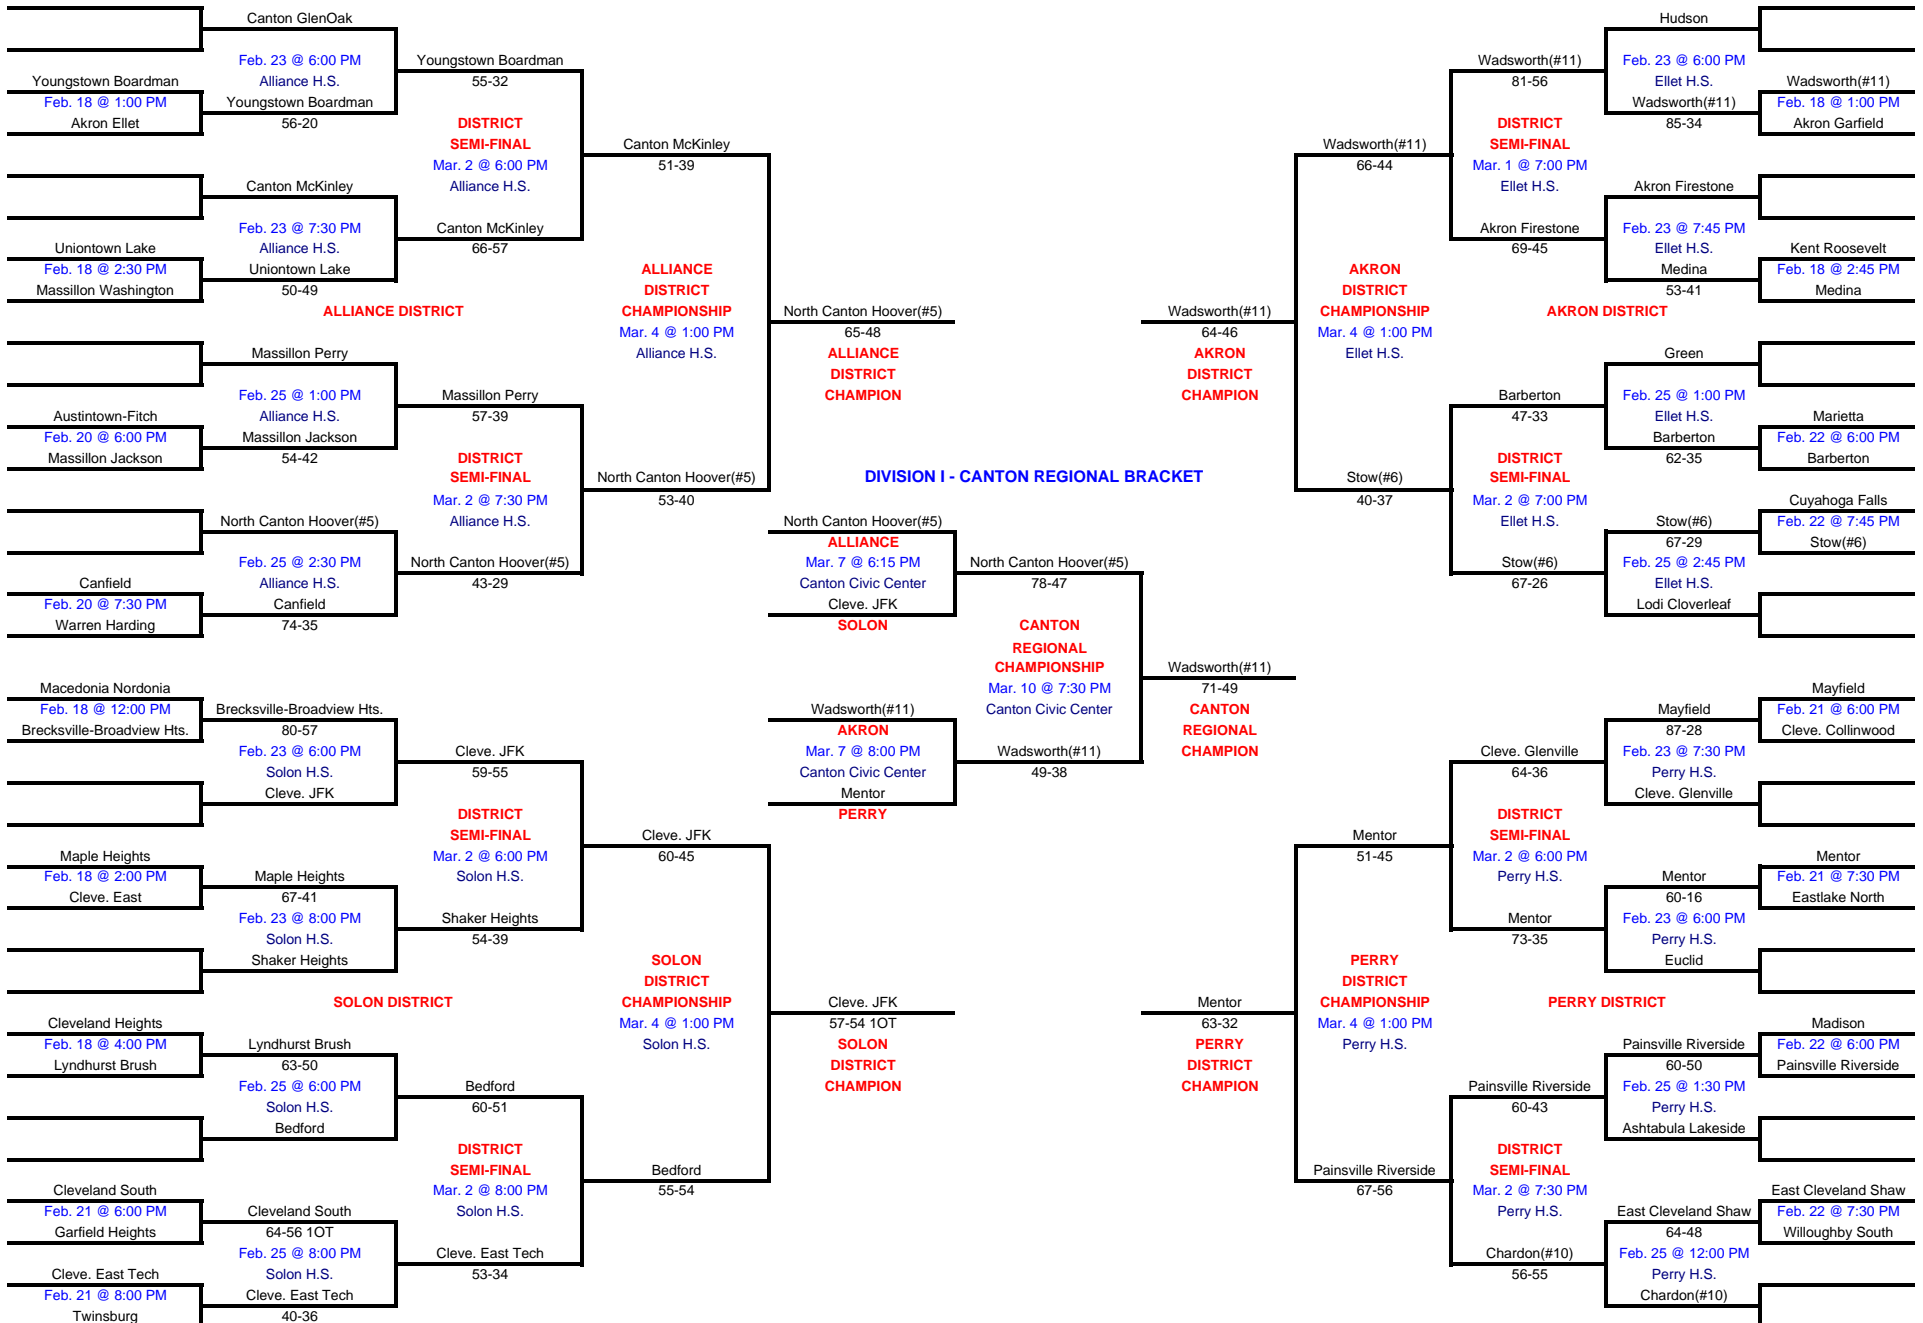 Canton GlenOak
Feb. 23 @ 6:00 PM
Alliance H.S.
Youngstown Boardman
Feb. 18 @ 1:00 PM
Akron Ellet
Youngstown Boardman
56-20
Youngstown Boardman
55-32
DISTRICT
SEMI-FINAL
Mar. 2 @ 6:00 PM
Alliance H.S.
Canton McKinley
51-39
Canton McKinley
Feb. 23 @ 7:30 PM
Alliance H.S.
Uniontown Lake
Feb. 18 @ 2:30 PM
Massillon Washington
Uniontown Lake
50-49
Canton McKinley
66-57
ALLIANCE DISTRICT
ALLIANCE
DISTRICT
CHAMPIONSHIP
Mar. 4 @ 1:00 PM
Alliance H.S.
North Canton Hoover(#5)
65-48
ALLIANCE
DISTRICT
CHAMPION
Massillon Perry
Feb. 25 @ 1:00 PM
Alliance H.S.
Austintown-Fitch
Feb. 20 @ 6:00 PM
Massillon Jackson
Massillon Jackson
54-42
Massillon Perry
57-39
DISTRICT
SEMI-FINAL
Mar. 2 @ 7:30 PM
Alliance H.S.
North Canton Hoover(#5)
53-40
North Canton Hoover(#5)
Feb. 25 @ 2:30 PM
Alliance H.S.
Canfield
Feb. 20 @ 7:30 PM
Warren Harding
Canfield
74-35
North Canton Hoover(#5)
43-29
Hudson
Feb. 23 @ 6:00 PM
Ellet H.S.
Wadsworth(#11)
Feb. 18 @ 1:00 PM
Akron Garfield
Wadsworth(#11)
85-34
Wadsworth(#11)
81-56
DISTRICT
SEMI-FINAL
Mar. 1 @ 7:00 PM
Ellet H.S.
Wadsworth(#11)
66-44
Akron Firestone
Feb. 23 @ 7:45 PM
Ellet H.S.
Kent Roosevelt
Feb. 18 @ 2:45 PM
Medina
Medina
53-41
Akron Firestone
69-45
AKRON DISTRICT
AKRON
DISTRICT
CHAMPIONSHIP
Mar. 4 @ 1:00 PM
Ellet H.S.
Wadsworth(#11)
64-46
AKRON
DISTRICT
CHAMPION
Green
Feb. 25 @ 1:00 PM
Ellet H.S.
Marietta
Feb. 22 @ 6:00 PM
Barberton
Barberton
62-35
Barberton
47-33
DISTRICT
SEMI-FINAL
Mar. 2 @ 7:00 PM
Ellet H.S.
Stow(#6)
40-37
Cuyahoga Falls
Feb. 22 @ 7:45 PM
Stow(#6)
Stow(#6)
67-29
Feb. 25 @ 2:45 PM
Ellet H.S.
Lodi Cloverleaf
Stow(#6)
67-26
DIVISION I - CANTON REGIONAL BRACKET
North Canton Hoover(#5)
ALLIANCE
Mar. 7 @ 6:15 PM
Canton Civic Center
Cleve. JFK
SOLON
North Canton Hoover(#5)
78-47
CANTON
REGIONAL
CHAMPIONSHIP
Mar. 10 @ 7:30 PM
Canton Civic Center
Wadsworth(#11)
71-49
CANTON
REGIONAL
CHAMPION
Wadsworth(#11)
AKRON
Mar. 7 @ 8:00 PM
Canton Civic Center
Mentor
PERRY
Wadsworth(#11)
49-38
Macedonia Nordonia
Feb. 18 @ 12:00 PM
Brecksville-Broadview Hts.
Brecksville-Broadview Hts.
80-57
Feb. 23 @ 6:00 PM
Solon H.S.
Cleve. JFK
Cleve. JFK
59-55
DISTRICT
SEMI-FINAL
Mar. 2 @ 6:00 PM
Solon H.S.
Cleve. JFK
60-45
Maple Heights
Feb. 18 @ 2:00 PM
Cleve. East
Maple Heights
67-41
Feb. 23 @ 8:00 PM
Solon H.S.
Shaker Heights
Shaker Heights
54-39
SOLON DISTRICT
SOLON
DISTRICT
CHAMPIONSHIP
Mar. 4 @ 1:00 PM
Solon H.S.
Cleve. JFK
57-54 1OT
SOLON
DISTRICT
CHAMPION
Cleveland Heights
Feb. 18 @ 4:00 PM
Lyndhurst Brush
Lyndhurst Brush
63-50
Feb. 25 @ 6:00 PM
Solon H.S.
Bedford
Bedford
60-51
DISTRICT
SEMI-FINAL
Mar. 2 @ 8:00 PM
Solon H.S.
Bedford
55-54
Cleveland South
Feb. 21 @ 6:00 PM
Garfield Heights
Cleveland South
64-56 1OT
Feb. 25 @ 8:00 PM
Solon H.S.
Cleve. East Tech
Feb. 21 @ 8:00 PM
Twinsburg
Cleve. East Tech
40-36
Cleve. East Tech
53-34
Mayfield
Feb. 21 @ 6:00 PM
Cleve. Collinwood
Mayfield
87-28
Feb. 23 @ 7:30 PM
Perry H.S.
Cleve. Glenville
Cleve. Glenville
64-36
DISTRICT
SEMI-FINAL
Mar. 2 @ 6:00 PM
Perry H.S.
Mentor
51-45
Mentor
Feb. 21 @ 7:30 PM
Eastlake North
Mentor
60-16
Feb. 23 @ 6:00 PM
Perry H.S.
Euclid
Mentor
73-35
PERRY DISTRICT
PERRY
DISTRICT
CHAMPIONSHIP
Mar. 4 @ 1:00 PM
Perry H.S.
Mentor
63-32
PERRY
DISTRICT
CHAMPION
Madison
Feb. 22 @ 6:00 PM
Painsville Riverside
Painsville Riverside
60-50
Feb. 25 @ 1:30 PM
Perry H.S.
Ashtabula Lakeside
Painsville Riverside
60-43
DISTRICT
SEMI-FINAL
Mar. 2 @ 7:30 PM
Perry H.S.
Painsville Riverside
67-56
East Cleveland Shaw
Feb. 22 @ 7:30 PM
Willoughby South
East Cleveland Shaw
64-48
Feb. 25 @ 12:00 PM
Perry H.S.
Chardon(#10)
Chardon(#10)
56-55